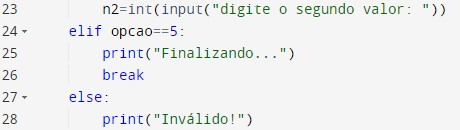 23 n2=int(input("digite o segundo valor: "))
24 elif opcao==5:
25 print("Finalizando...")
26 break
27 else:
28 print("Inválido!")